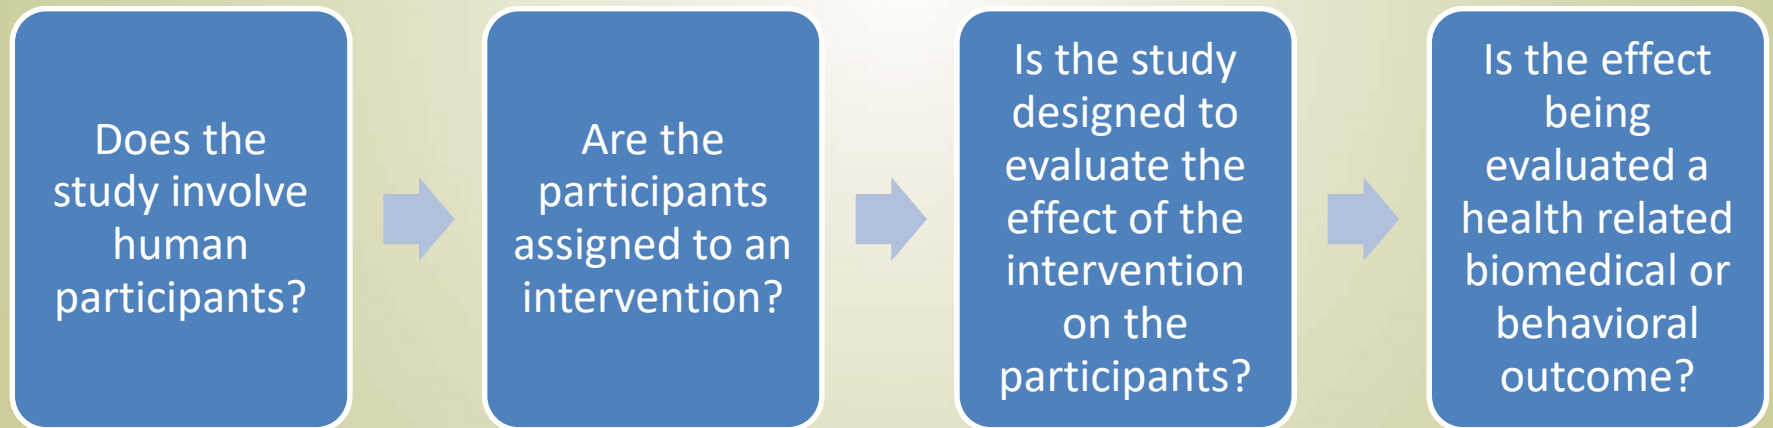 Does the
study involve
human
participants?
Are the
participants
assigned to an
intervention?
Is the study
designed to
evaluate the
effect of the
intervention
on the
participants?
Is the effect
being
evaluated a
health related
biomedical or
behavioral
outcome?